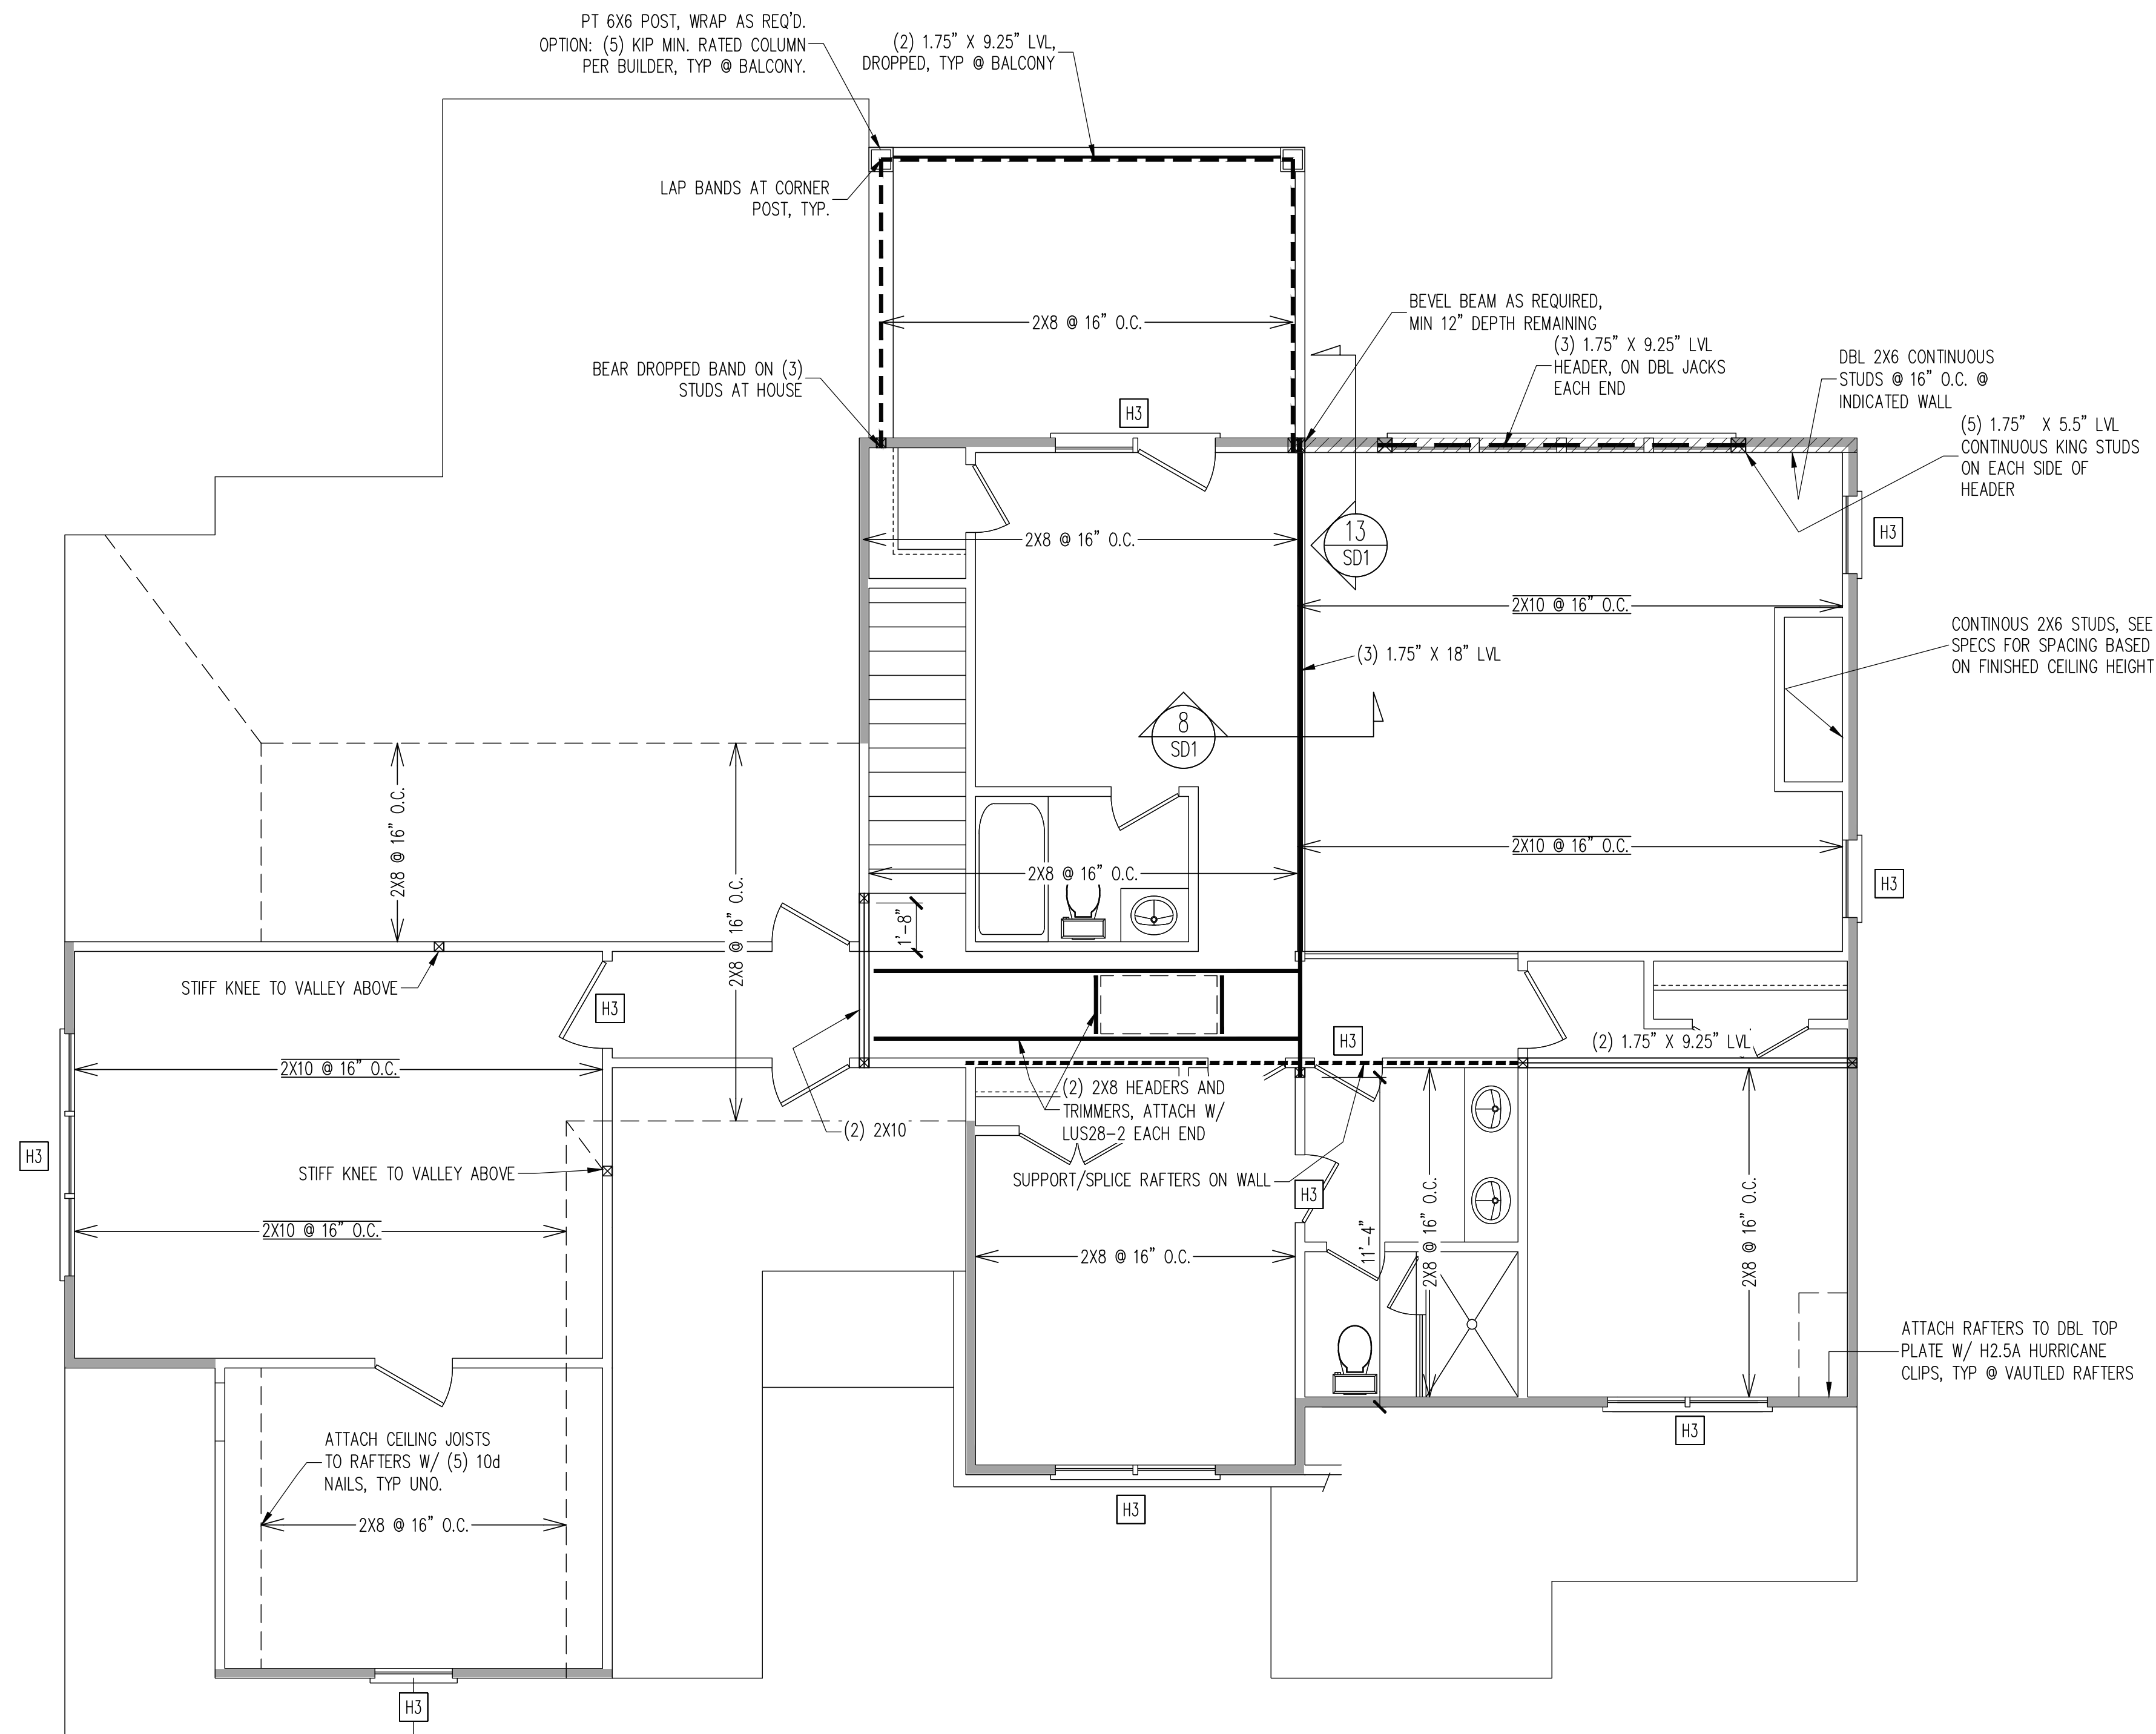 PT 6X6 POST, WRAP AS REQ'D.
OPTION: (5) KIP MIN. RATED COLUMN
PER BUILDER, TYP @ BALCONY.
(2) 1.75" X 9.25" LVL,
DROPPED, TYP @ BALCONY
LAP BANDS AT CORNER
POST, TYP.
2X8 @ 16" O.C.
BEVEL BEAM AS REQUIRED,
MIN 12" DEPTH REMAINING
(3) 1.75" X 9.25" LVL
HEADER, ON DBL JACKS
EACH END
DBL 2X6 CONTINUOUS
STUDS @ 16" O.C. @
INDICATED WALL
(5) 1.75" X 5.5" LVL
CONTINUOUS KING STUDS
ON EACH SIDE OF
HEADER
BEAR DROPPED BAND ON (3)
STUDS AT HOUSE
H3
2X8 @ 16" O.C.
13
SD1
H3
2X10 @ 16" O.C.
CONTINOUS 2X6 STUDS, SEE
SPECS FOR SPACING BASED
ON FINISHED CEILING HEIGHT
(3) 1.75" X 18" LVL
8
SD1
2X8 @ 16" O.C.
2X8 @ 16" O.C.
2X8 @ 16" O.C.
1'-8"
2X10 @ 16" O.C.
H3
STIFF KNEE TO VALLEY ABOVE
H3
H3
(2) 1.75" X 9.25" LVL
2X10 @ 16" O.C.
(2) 2X8 HEADERS AND
TRIMMERS, ATTACH W/
LUS28-2 EACH END
(2) 2X10
H3
STIFF KNEE TO VALLEY ABOVE
SUPPORT/SPLICE RAFTERS ON WALL
H3
2X10 @ 16" O.C.
2X8 @ 16" O.C.
11'-4"
2X8 @ 16" O.C.
2X8 @ 16" O.C.
ATTACH RAFTERS TO DBL TOP
PLATE W/ H2.5A HURRICANE
CLIPS, TYP @ VAUTLED RAFTERS
H3
ATTACH CEILING JOISTS
TO RAFTERS W/ (5) 10d
NAILS, TYP UNO.
H3
2X8 @ 16" O.C.
H3